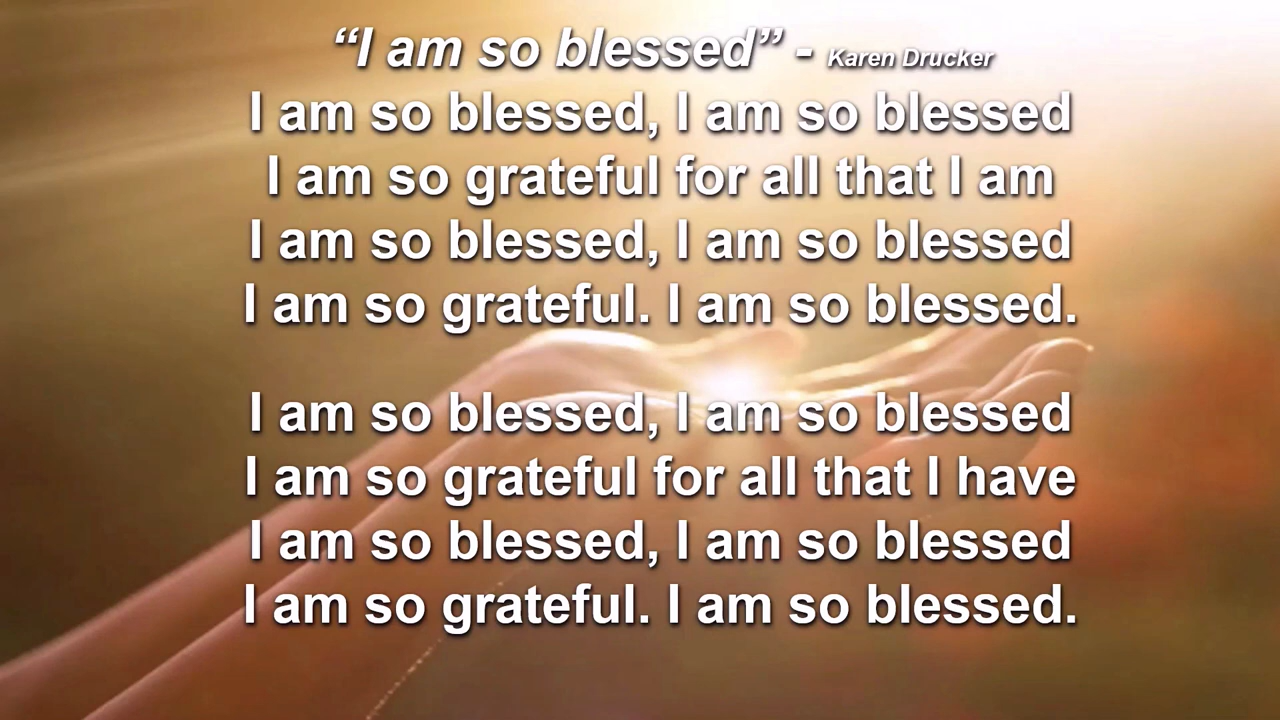 “I am so blessed” - Karen Drucker
I am so blessed, I am so blessed
I am so grateful for all that I am
I am so blessed, I am so blessed
I am so grateful. I am so blessed.
I am so blessed, I am so blessed
I am so grateful for all that I have
I am so blessed, I am so blessed
I am so grateful. I am so blessed.